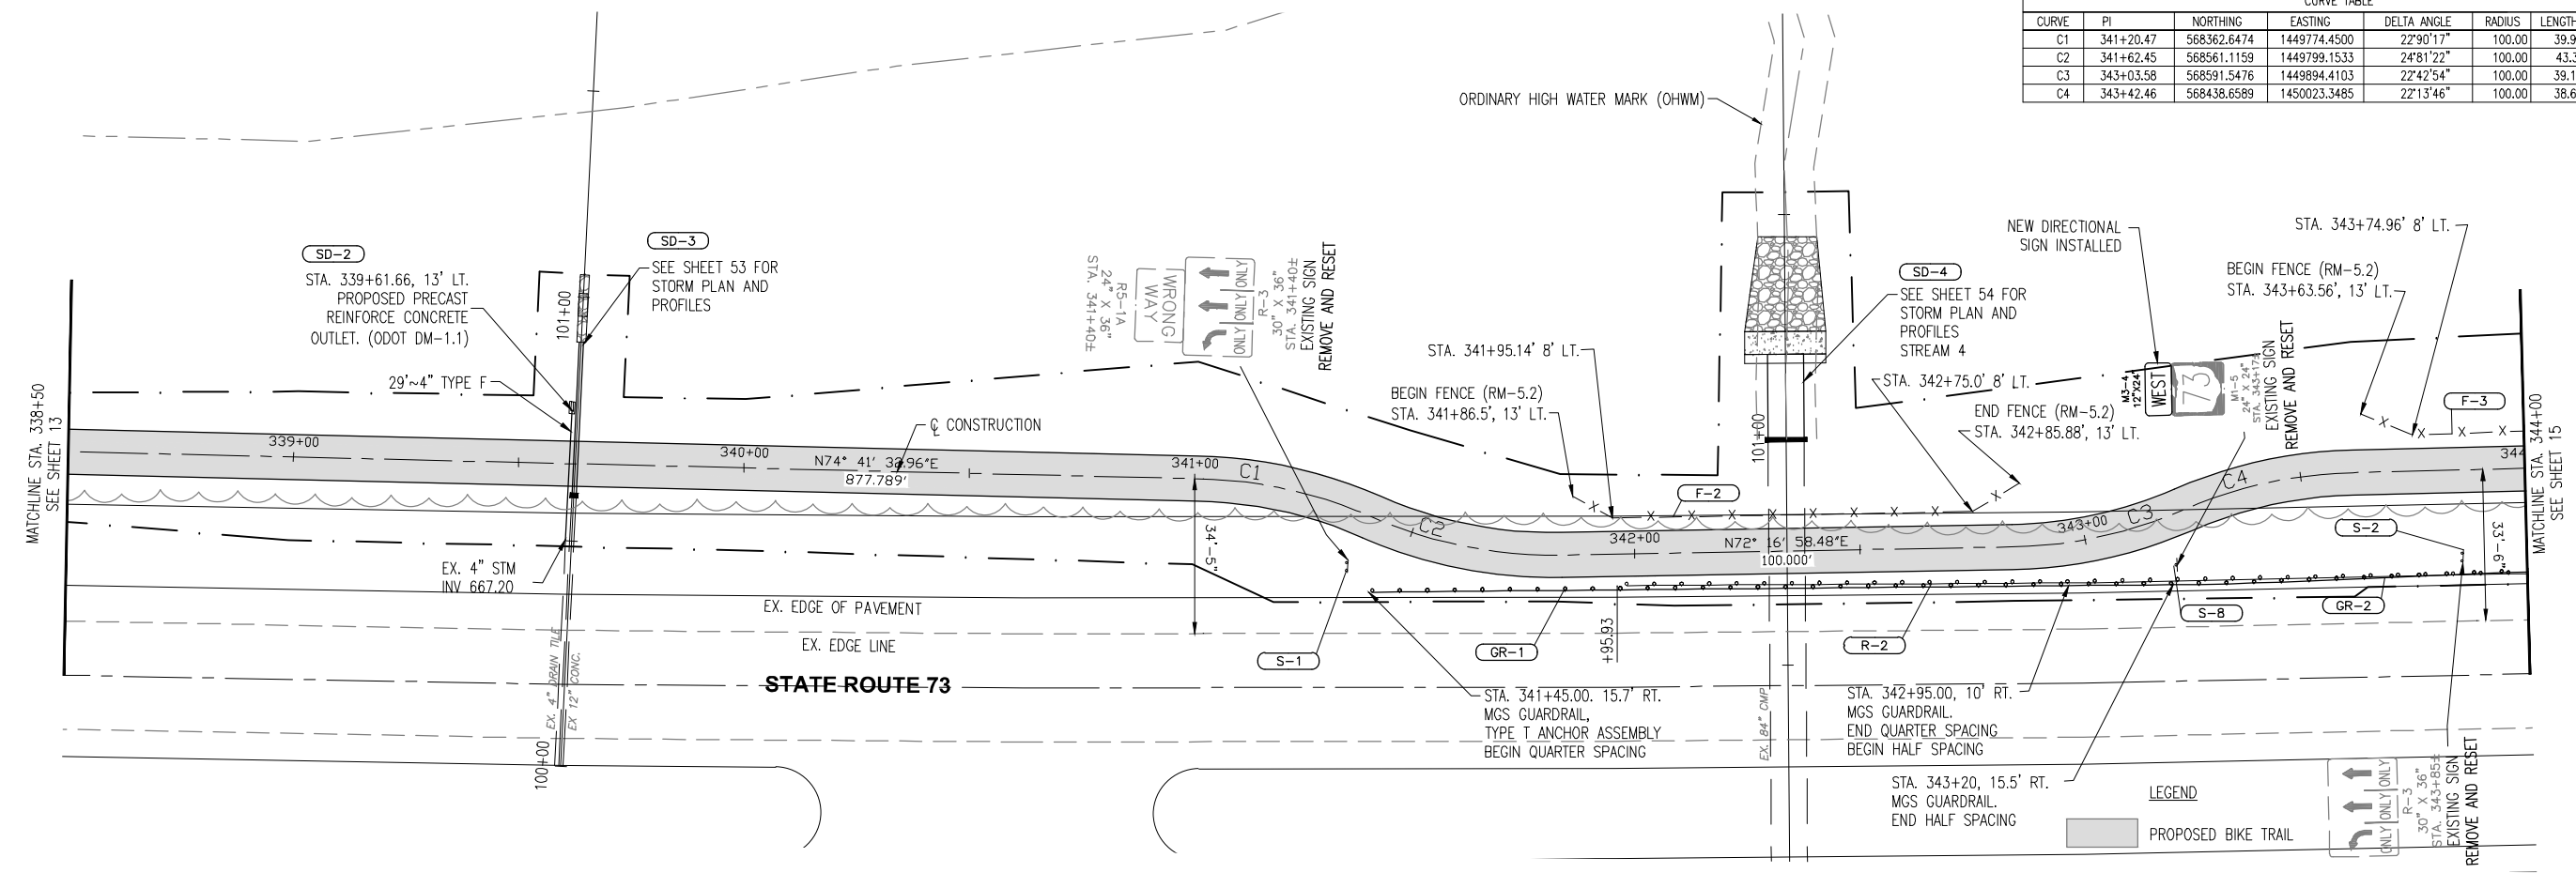 CURVE TABLE
CURVE PI NORTHING EASTING DELTA ANGLE RADIUS LENGTH
C1 341+20.47 568362.6474 1449774.4500 22°90'17" 100.00 39.9
C2 341+62.45 568561.1159 1449799.1533 24°81'22" 100.00 43.3
C3 343+03.58 568591.5476 1449894.4103 22°42'54" 100.00 39.1
C4 343+42.46 568438.6589 1450023.3485 22°13'46" 100.00 38.6
ORDINARY HIGH WATER MARK (OHWM)
SD-2
STA. 339+61.66, 13' LT.
PROPOSED PRECAST
REINFORCE CONCRETE
OUTLET. (ODOT DM-1.1)
29'~4" TYPE F
SD-3
SEE SHEET 53 FOR
STORM PLAN AND
PROFILES
101+00
R5-1A
24" X 36"
STA. 341+40±
WRONG
WAY
ONLY ONLY ONLY
R-3
30" X 36"
STA. 341+40±
EXISTING SIGN
REMOVE AND RESET
STA. 341+95.14' 8' LT.
BEGIN FENCE (RM-5.2)
STA. 341+86.5', 13' LT.
SD-4
SEE SHEET 54 FOR
STORM PLAN AND
PROFILES
STREAM 4
101+00
STA. 342+75.0' 8' LT.
END FENCE (RM-5.2)
STA. 342+85.88', 13' LT.
NEW DIRECTIONAL
SIGN INSTALLED
M3-4
12"X24"
WEST
73
M1-5
24" X 24"
STA. 343+17±
EXISTING SIGN
REMOVE AND RESET
STA. 343+74.96' 8' LT.
BEGIN FENCE (RM-5.2)
STA. 343+63.56', 13' LT.
F-3
MATCHLINE STA. 338+50
SEE SHEET 13
339+00
340+00
N74° 41' 32.96"E
877.789'
℄ CONSTRUCTION
341+00
C1
C2
F-2
342+00
N72° 16' 58.48"E
100.000'
343+00
C3
C4
344
MATCHLINE STA. 344+00
SEE SHEET 15
34'-5"
33'-6"
S-2
EX. 4" STM
INV 667.20
EX. EDGE OF PAVEMENT
EX. EDGE LINE
STATE ROUTE 73
EX. 4" DRAIN TILE
EX 12" CONC.
100+00
S-1
GR-1
+95.93
R-2
S-8
GR-2
EX. 84" CMP
STA. 341+45.00. 15.7' RT.
MGS GUARDRAIL,
TYPE T ANCHOR ASSEMBLY
BEGIN QUARTER SPACING
STA. 342+95.00, 10' RT.
MGS GUARDRAIL.
END QUARTER SPACING
BEGIN HALF SPACING
STA. 343+20, 15.5' RT.
MGS GUARDRAIL.
END HALF SPACING
LEGEND
PROPOSED BIKE TRAIL
ONLY ONLY ONLY
R-3
30" X 36"
STA. 343+85±
EXISTING SIGN
REMOVE AND RESET